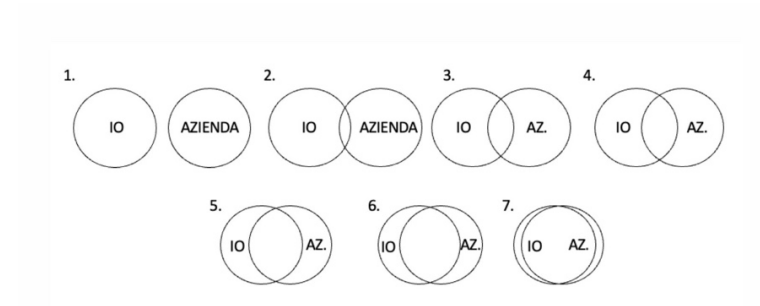 1. 2. 3. 4.
IO AZIENDA IO AZIENDA IO AZ. IO AZ.
5. 6. 7.
IO AZ. IO AZ. IO AZ.